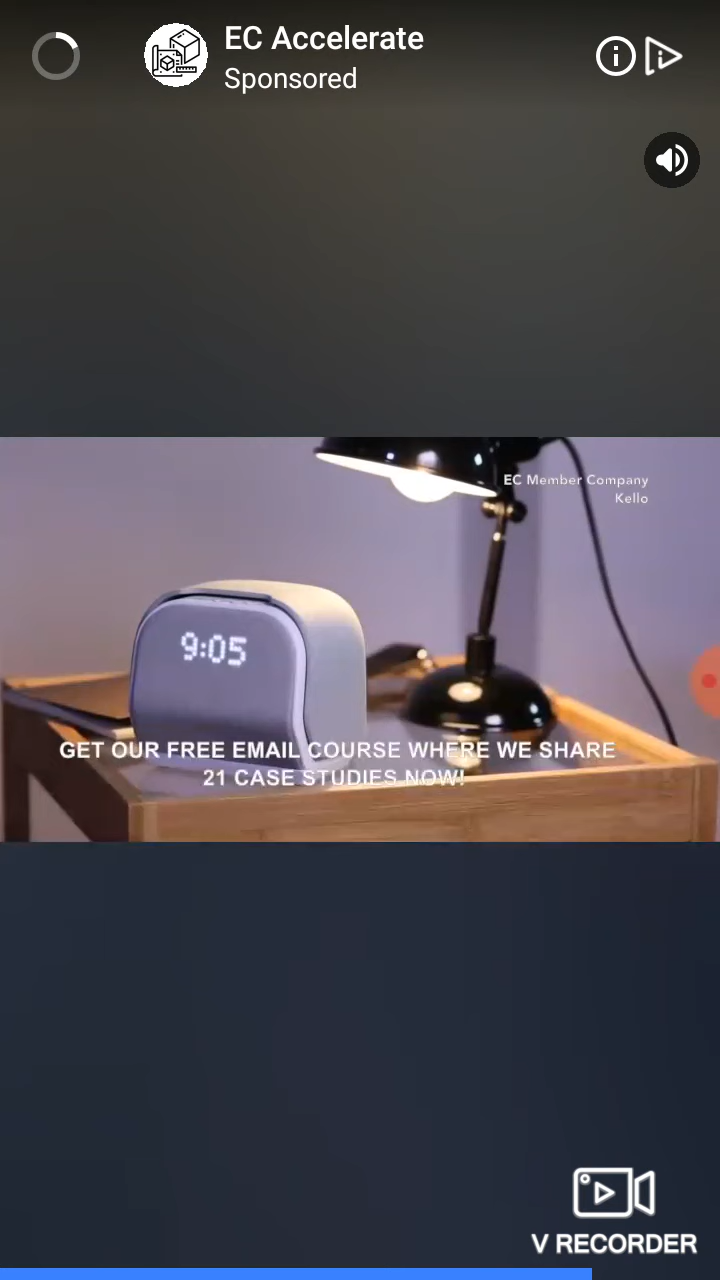 EC Accelerate
Sponsored
EC Member Company
Kello
9:05
GET OUR FREE EMAIL COURSE WHERE WE SHARE
21 CASE STUDIES NOW!
V RECORDER